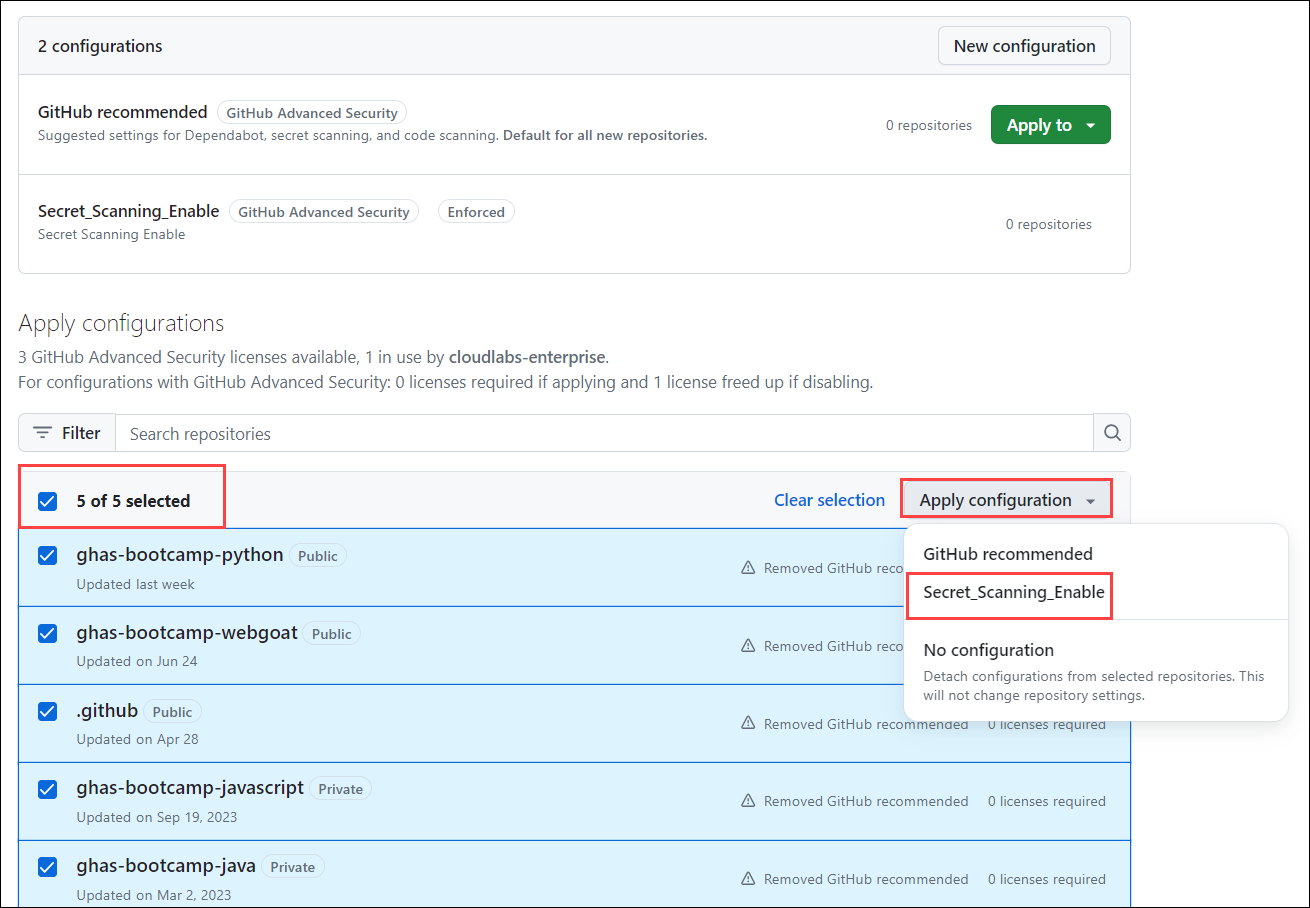 2 configurations
New configuration
GitHub recommended GitHub Advanced Security
Suggested settings for Dependabot, secret scanning, and code scanning. Default for all new repositories.
0 repositories
Apply to
Secret_Scanning_Enable GitHub Advanced Security Enforced
Secret Scanning Enable
0 repositories
Apply configurations
3 GitHub Advanced Security licenses available, 1 in use by cloudlabs-enterprise.
For configurations with GitHub Advanced Security: 0 licenses required if applying and 1 license freed up if disabling.
Filter Search repositories
5 of 5 selected Clear selection Apply configuration
GitHub recommended
Secret_Scanning_Enable
No configuration
Detach configurations from selected repositories. This
will not change repository settings.
ghas-bootcamp-python Public
Updated last week
Removed GitHub reco
ghas-bootcamp-webgoat Public
Updated on Jun 24
Removed GitHub reco
.github Public
Updated on Apr 28
Removed GitHub recommended 0 licenses required
ghas-bootcamp-javascript Private
Updated on Sep 19, 2023
Removed GitHub recommended 0 licenses required
ghas-bootcamp-java Private
Updated on Mar 2, 2023
Removed GitHub recommended 0 licenses required